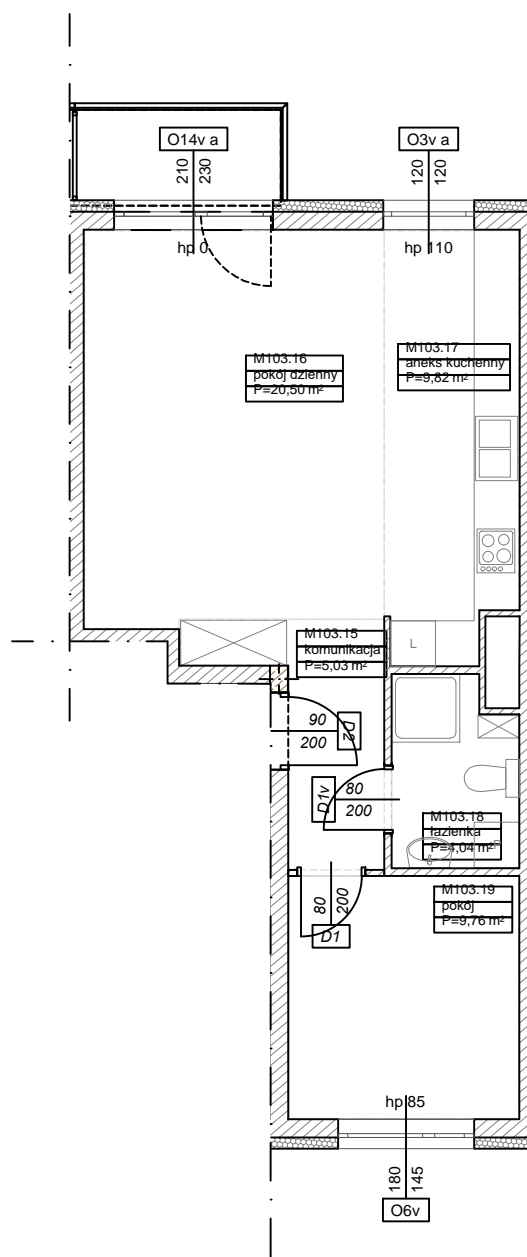 O14v a
210
230
hp 0
O3v a
120
120
hp 110
M103.16
pokój dzienny
P=20,50 m²
M103.17
aneks kuchenny
P=9,82 m²
M103.15
komunikacja
P=5,03 m²
L
90
200
D2
D1v
80
200
M103.18
łazienka
P=4,04 m²
P
80
200
D1
M103.19
pokój
P=9,76 m²
hp 85
180
145
O6v